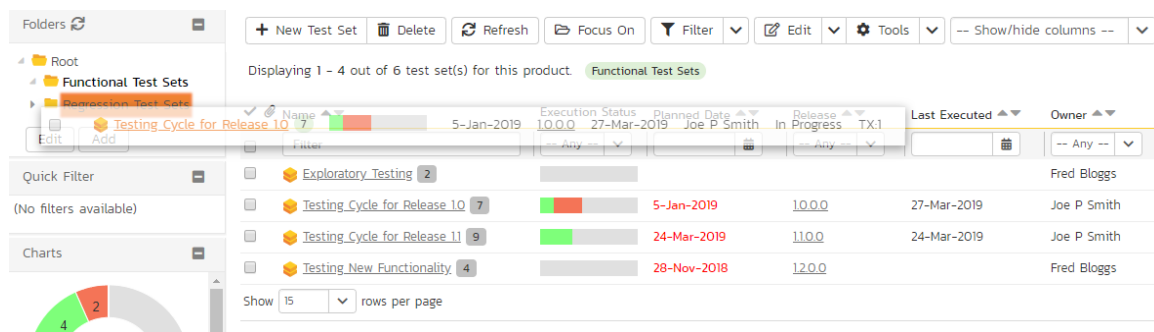 Folders
Root
Functional Test Sets
Regression Test Sets
Edit Add
Quick Filter
(No filters available)
Charts
2
4
New Test Set Delete Refresh Focus On Filter Edit Tools -- Show/hide columns --
Displaying 1 - 4 out of 6 test set(s) for this product. Functional Test Sets
Name Execution Status Planned Date Release Last Executed Owner
Testing Cycle for Release 1.0 7 5-Jan-2019 1.0.0.0 27-Mar-2019 Joe P Smith In Progress TX:1
Filter -- Any -- -- Any -- -- Any --
Exploratory Testing 2 Fred Bloggs
Testing Cycle for Release 1.0 7 5-Jan-2019 1.0.0.0 27-Mar-2019 Joe P Smith
Testing Cycle for Release 1.1 9 24-Mar-2019 1.1.0.0 24-Mar-2019 Joe P Smith
Testing New Functionality 4 28-Nov-2018 1.2.0.0 Fred Bloggs
Show 15 rows per page